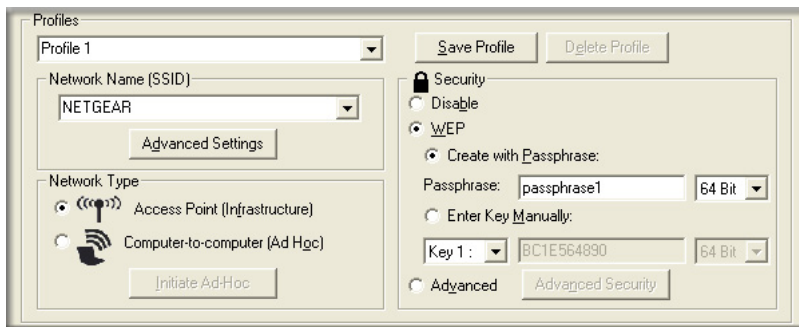 Profiles
Profile 1
Save Profile
Delete Profile
Network Name (SSID)
NETGEAR
Advanced Settings
Network Type
Access Point (Infrastructure)
Computer-to-computer (Ad Hoc)
Initiate Ad-Hoc
Security
Disable
WEP
Create with Passphrase:
Passphrase: passphrase1 64 Bit
Enter Key Manually:
Key 1 : BC1E564890 64 Bit
Advanced Advanced Security